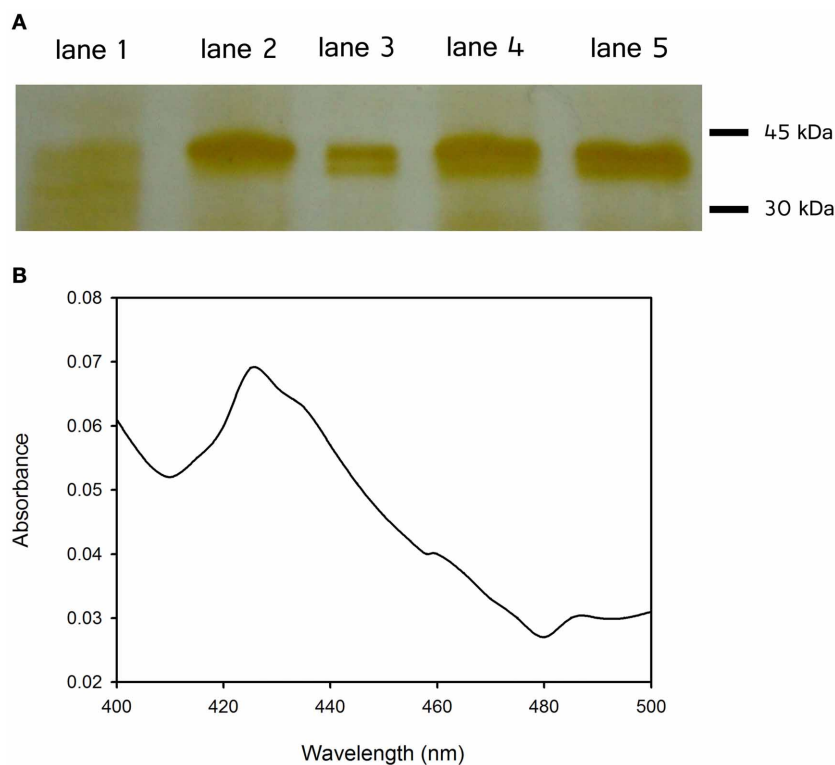 A
lane 1 lane 2 lane 3 lane 4 lane 5
45 kDa
30 kDa
B
0.08
0.07
0.06
0.05
0.04
0.03
0.02
Absorbance
400 420 440 460 480 500
Wavelength (nm)